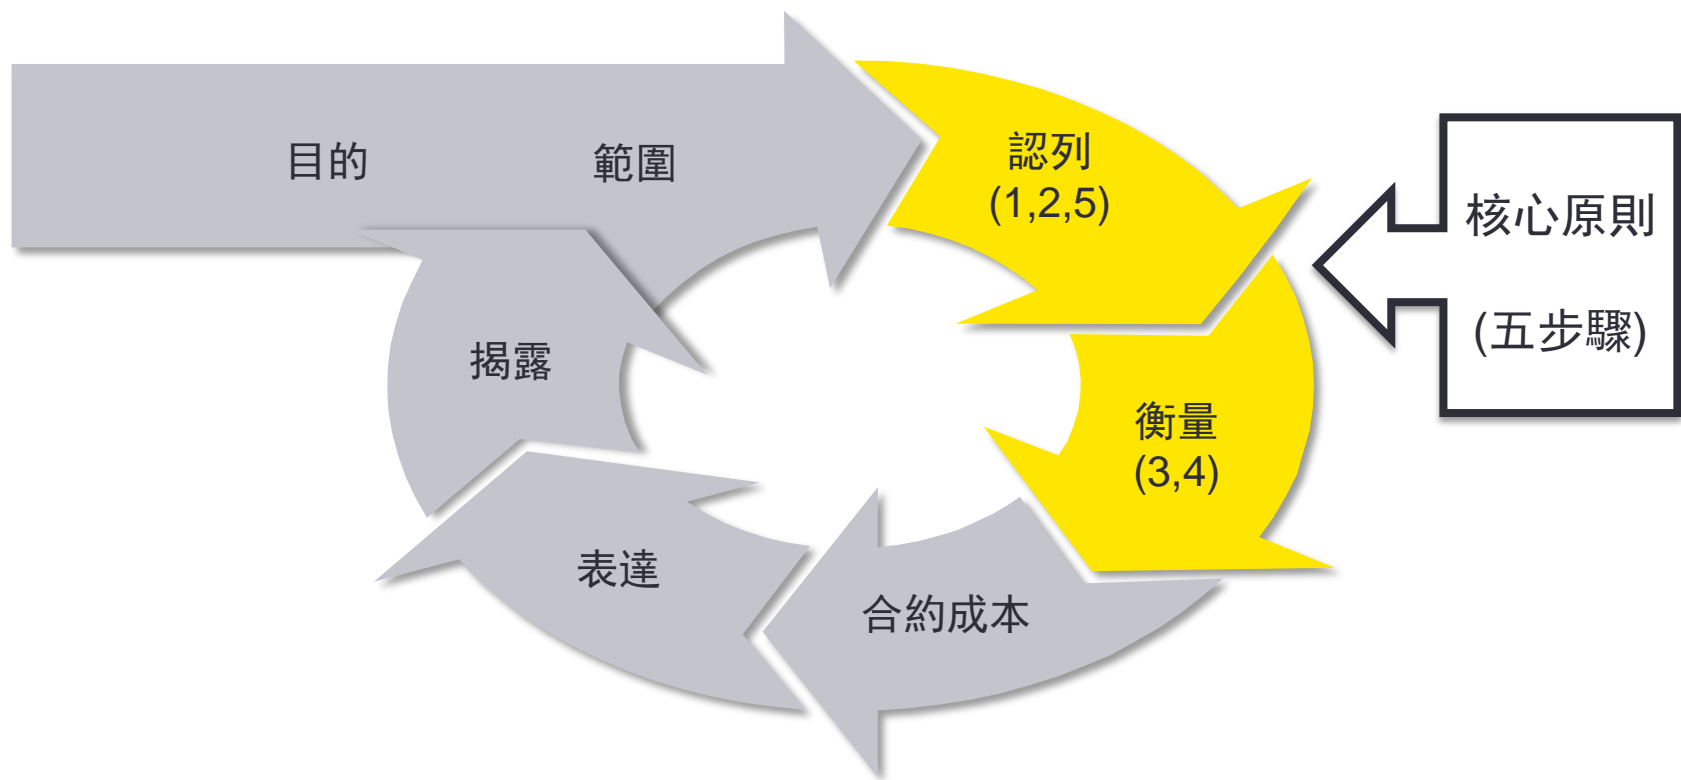 目的
範圍
認列
(1,2,5)
核心原則
(五步驟)
衡量
(3,4)
合約成本
表達
揭露